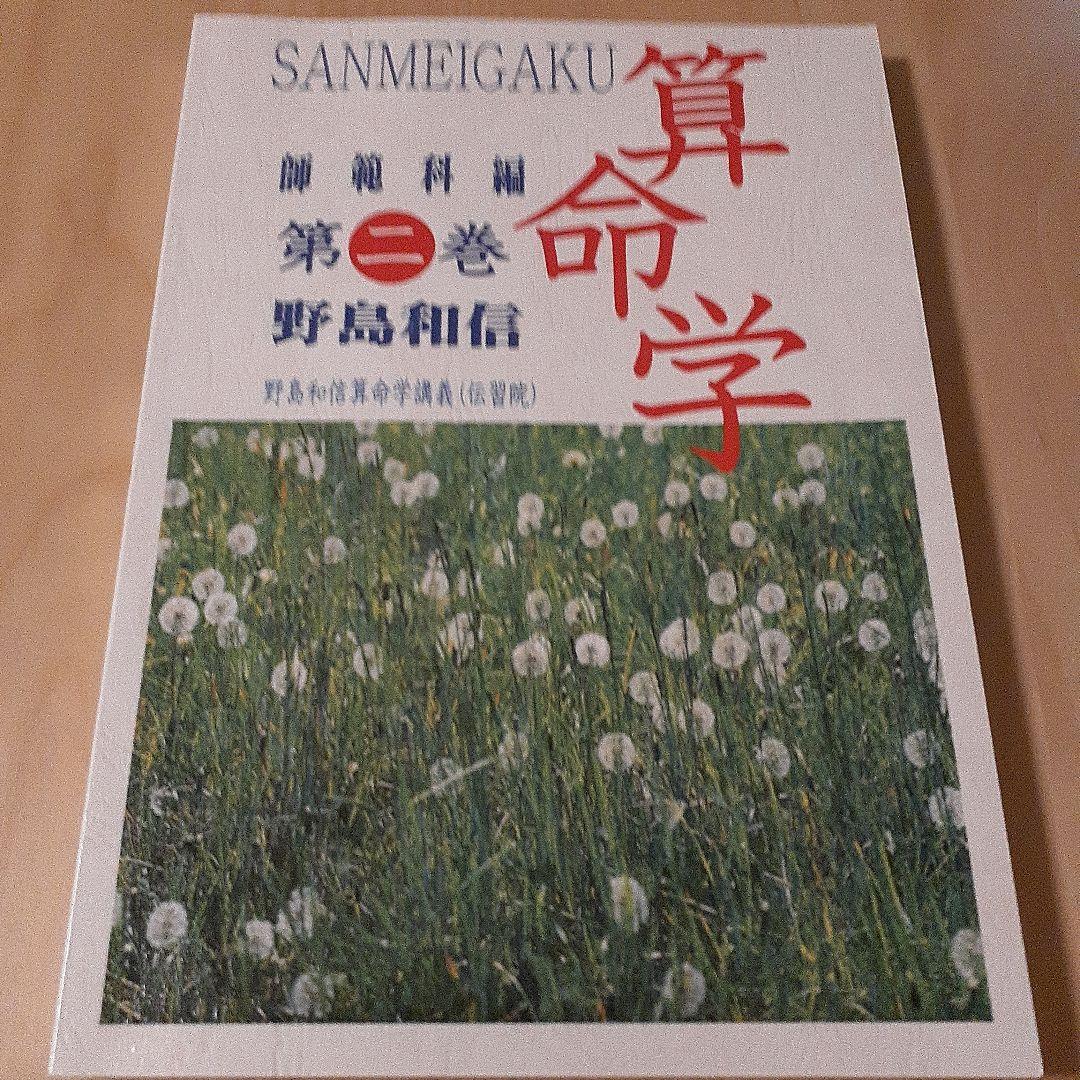 SANMEIGAKU
算命学
師範科編
第二巻
野島和信
野島和信算命学講義(伝習院)